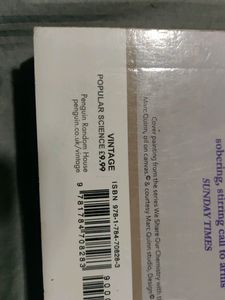 sobering, stirring call to arms
SUNDAY TIMES
Cover painting from the series We Share Our Chemistry with
Marc Quinn, oil on canvas © & courtesy Marc Quinn studio, Design ©
VINTAGE
POPULAR SCIENCE £9.99
Penguin Random House
penguin.co.uk/vintage
ISBN 978-1-784-70828-3
9 781784 708283